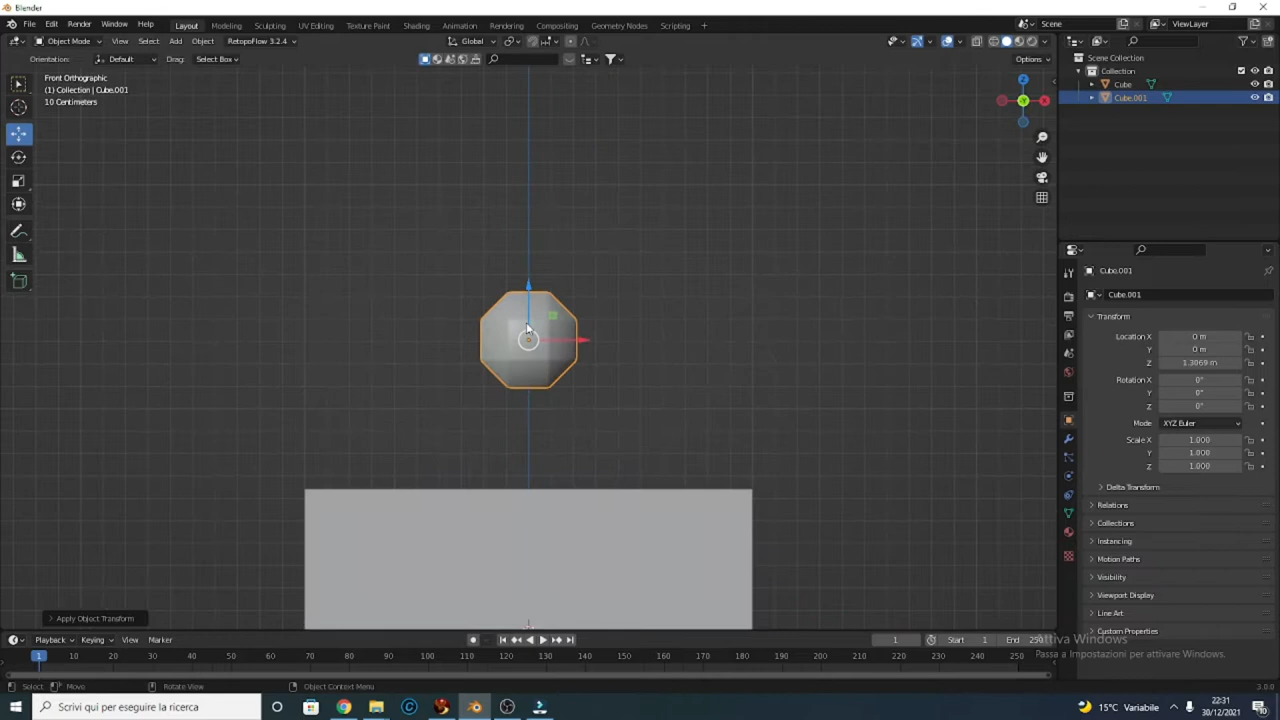 Blender
File Edit Render Window Help Layout Modeling Sculpting UV Editing Texture Paint Shading Animation Rendering Compositing Geometry Nodes Scripting + Scene ViewLayer
Object Mode View Select Add Object RetopoFlow 3.2.4 Global
Orientation: Default Drag: Select Box Options
Front Orthographic
(1) Collection | Cube.001
10 Centimeters
Z
X
-Y
Scene Collection
Collection
Cube
Cube.001
Cube.001
Cube.001
Transform
Location X 0 m
Y 0 m
Z 1.3069 m
Rotation X 0°
Y 0°
Z 0°
Mode XYZ Euler
Scale X 1.000
Y 1.000
Z 1.000
Delta Transform
Relations
Collections
Instancing
Motion Paths
Visibility
Viewport Display
Line Art
Custom Properties
Apply Object Transform
Attiva Windows
Passa a Impostazioni per attivare Windows.
Playback Keying View Marker 1 Start 1 End 250
1 10 20 30 40 50 60 70 80 90 100 110 120 130 140 150 160 170 180 190 200 210 220 230 240 250
Select Move Rotate View Object Context Menu 3.0.0
Scrivi qui per eseguire la ricerca 15°C Variabile 22:31
30/12/2021